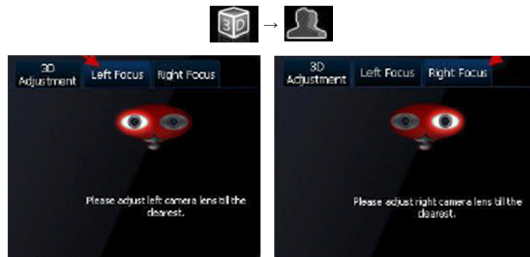 3D → 
3D Adjustment Left Focus Right Focus
Please adjust left camera lens till the
clearest.
3D Adjustment Left Focus Right Focus
Please adjust right camera lens till the
clearest.